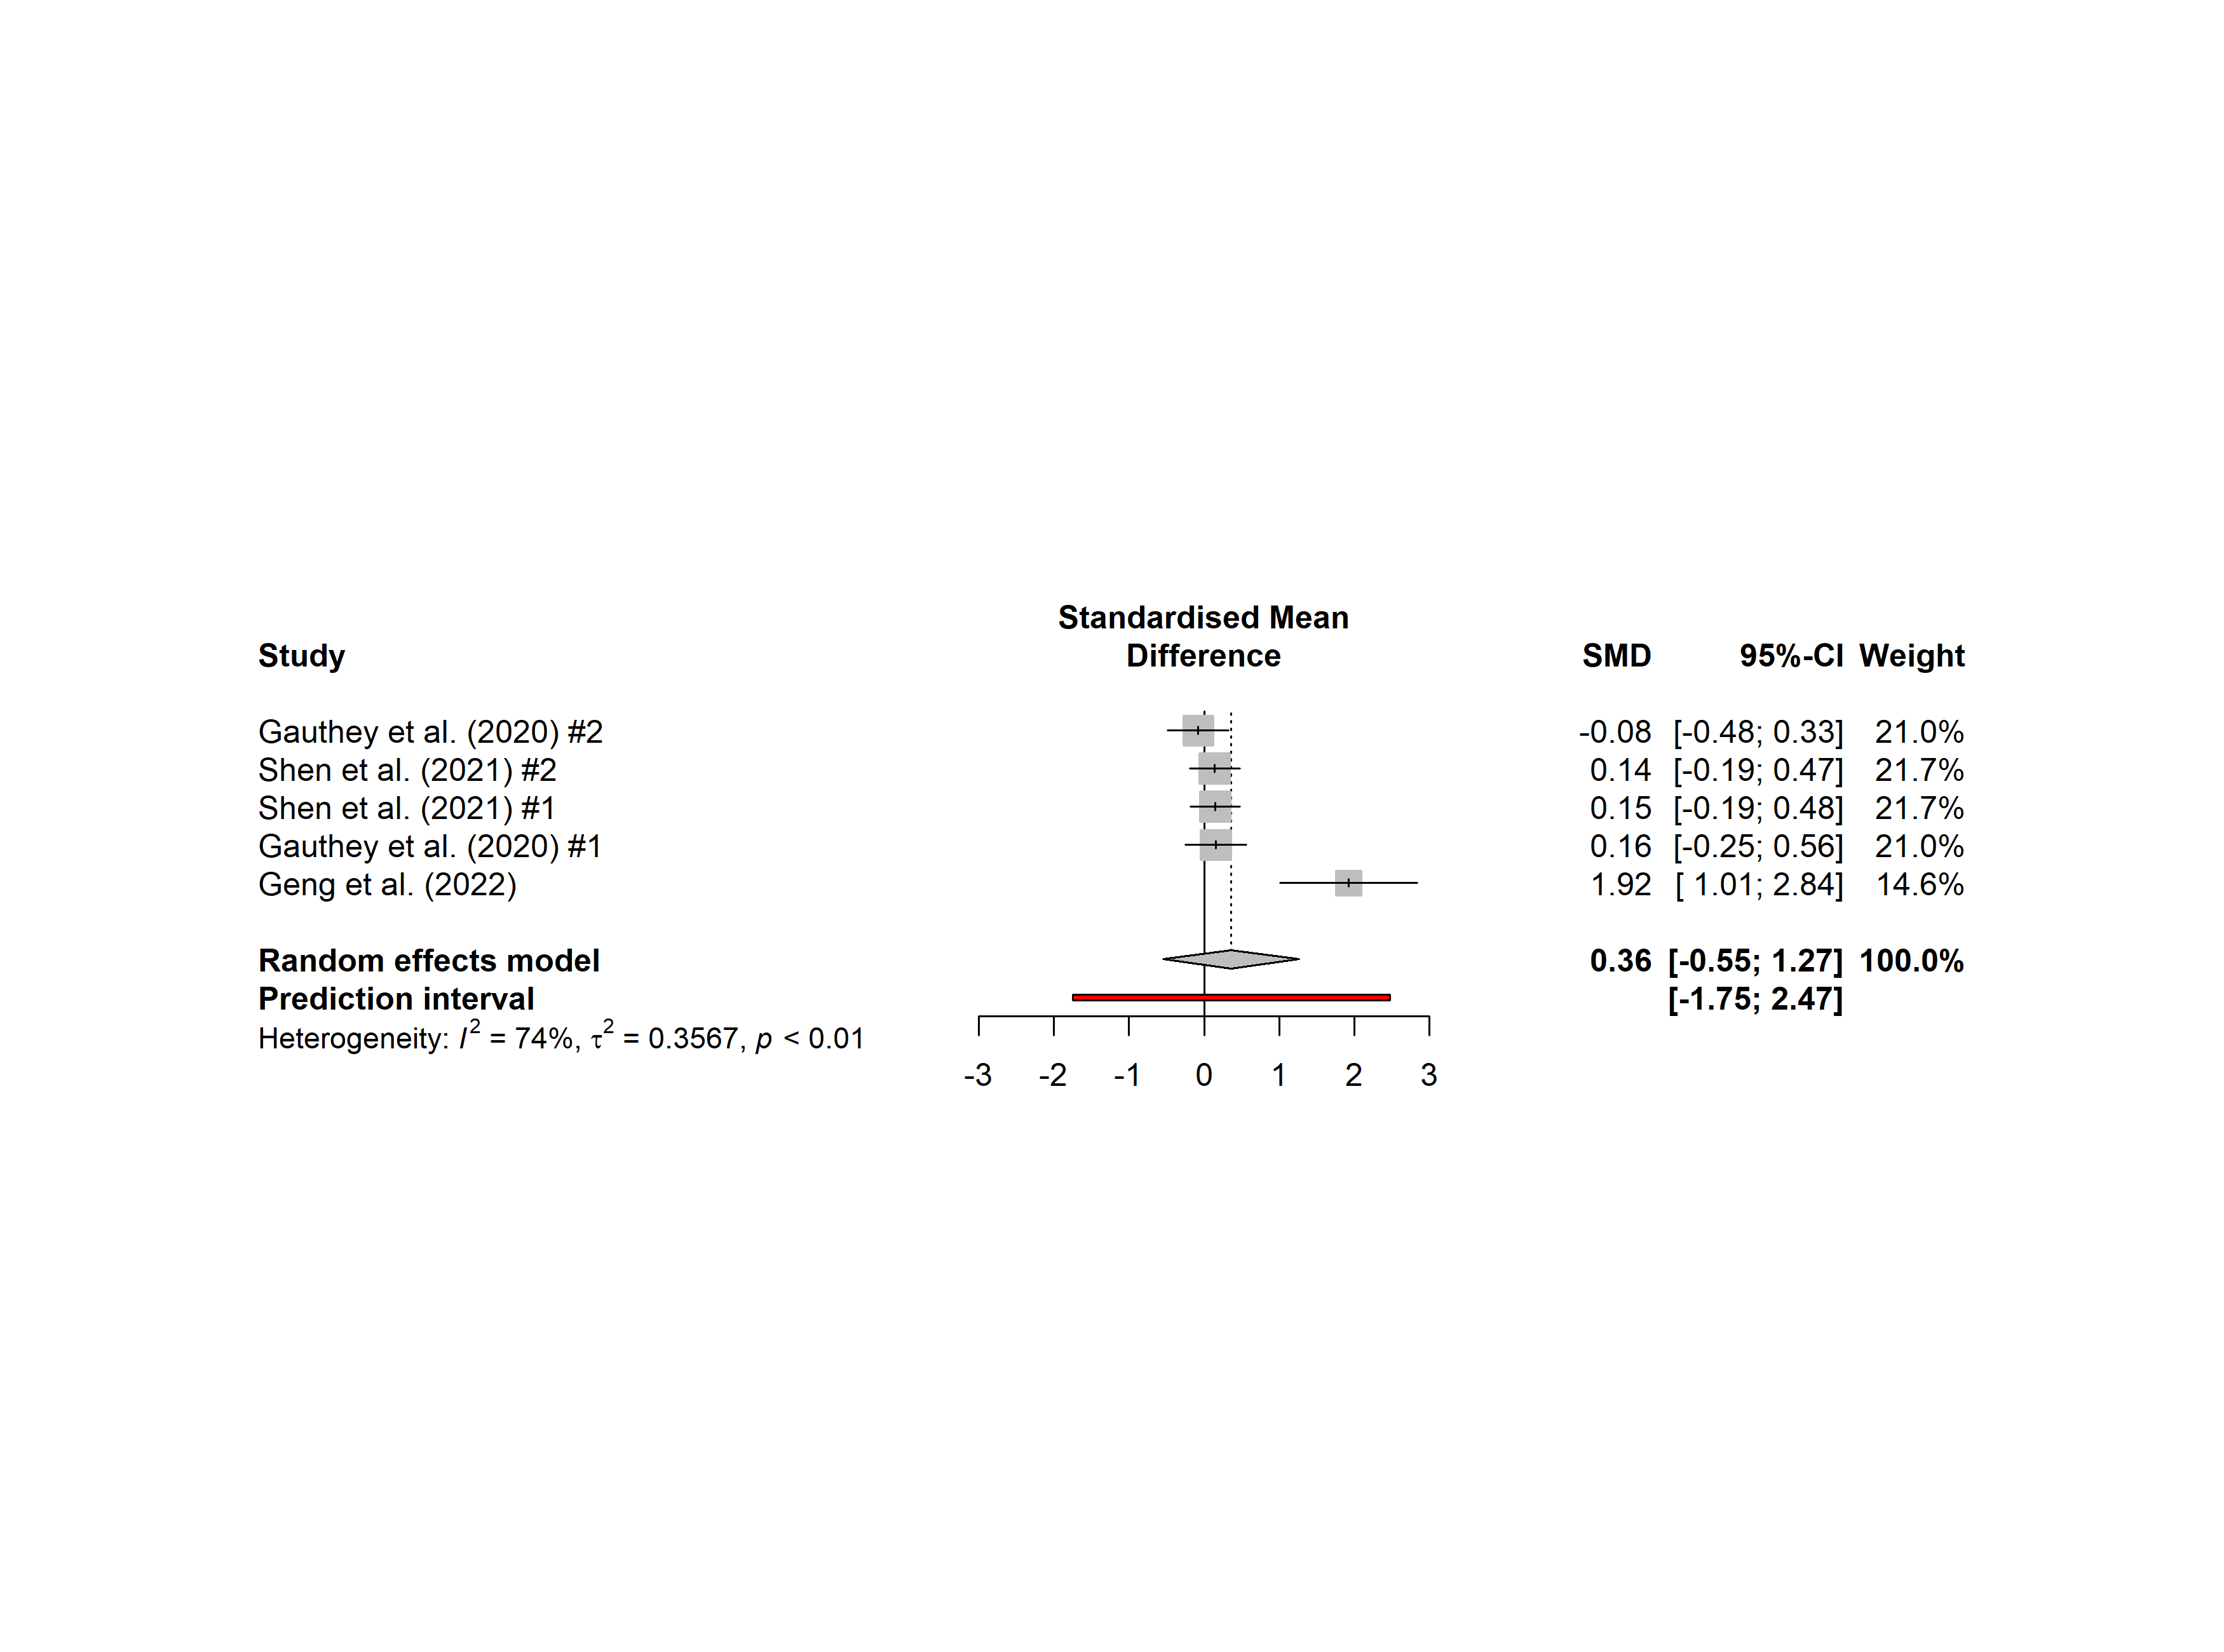 Standardised Mean
Study Difference SMD 95%-CI Weight
Gauthey et al. (2020) #2 -0.08 [-0.48; 0.33] 21.0%
Shen et al. (2021) #2 0.14 [-0.19; 0.47] 21.7%
Shen et al. (2021) #1 0.15 [-0.19; 0.48] 21.7%
Gauthey et al. (2020) #1 0.16 [-0.25; 0.56] 21.0%
Geng et al. (2022) 1.92 [ 1.01; 2.84] 14.6%
Random effects model 0.36 [-0.55; 1.27] 100.0%
Prediction interval [-1.75; 2.47]
Heterogeneity: I² = 74%, τ² = 0.3567, p < 0.01
-3 -2 -1 0 1 2 3